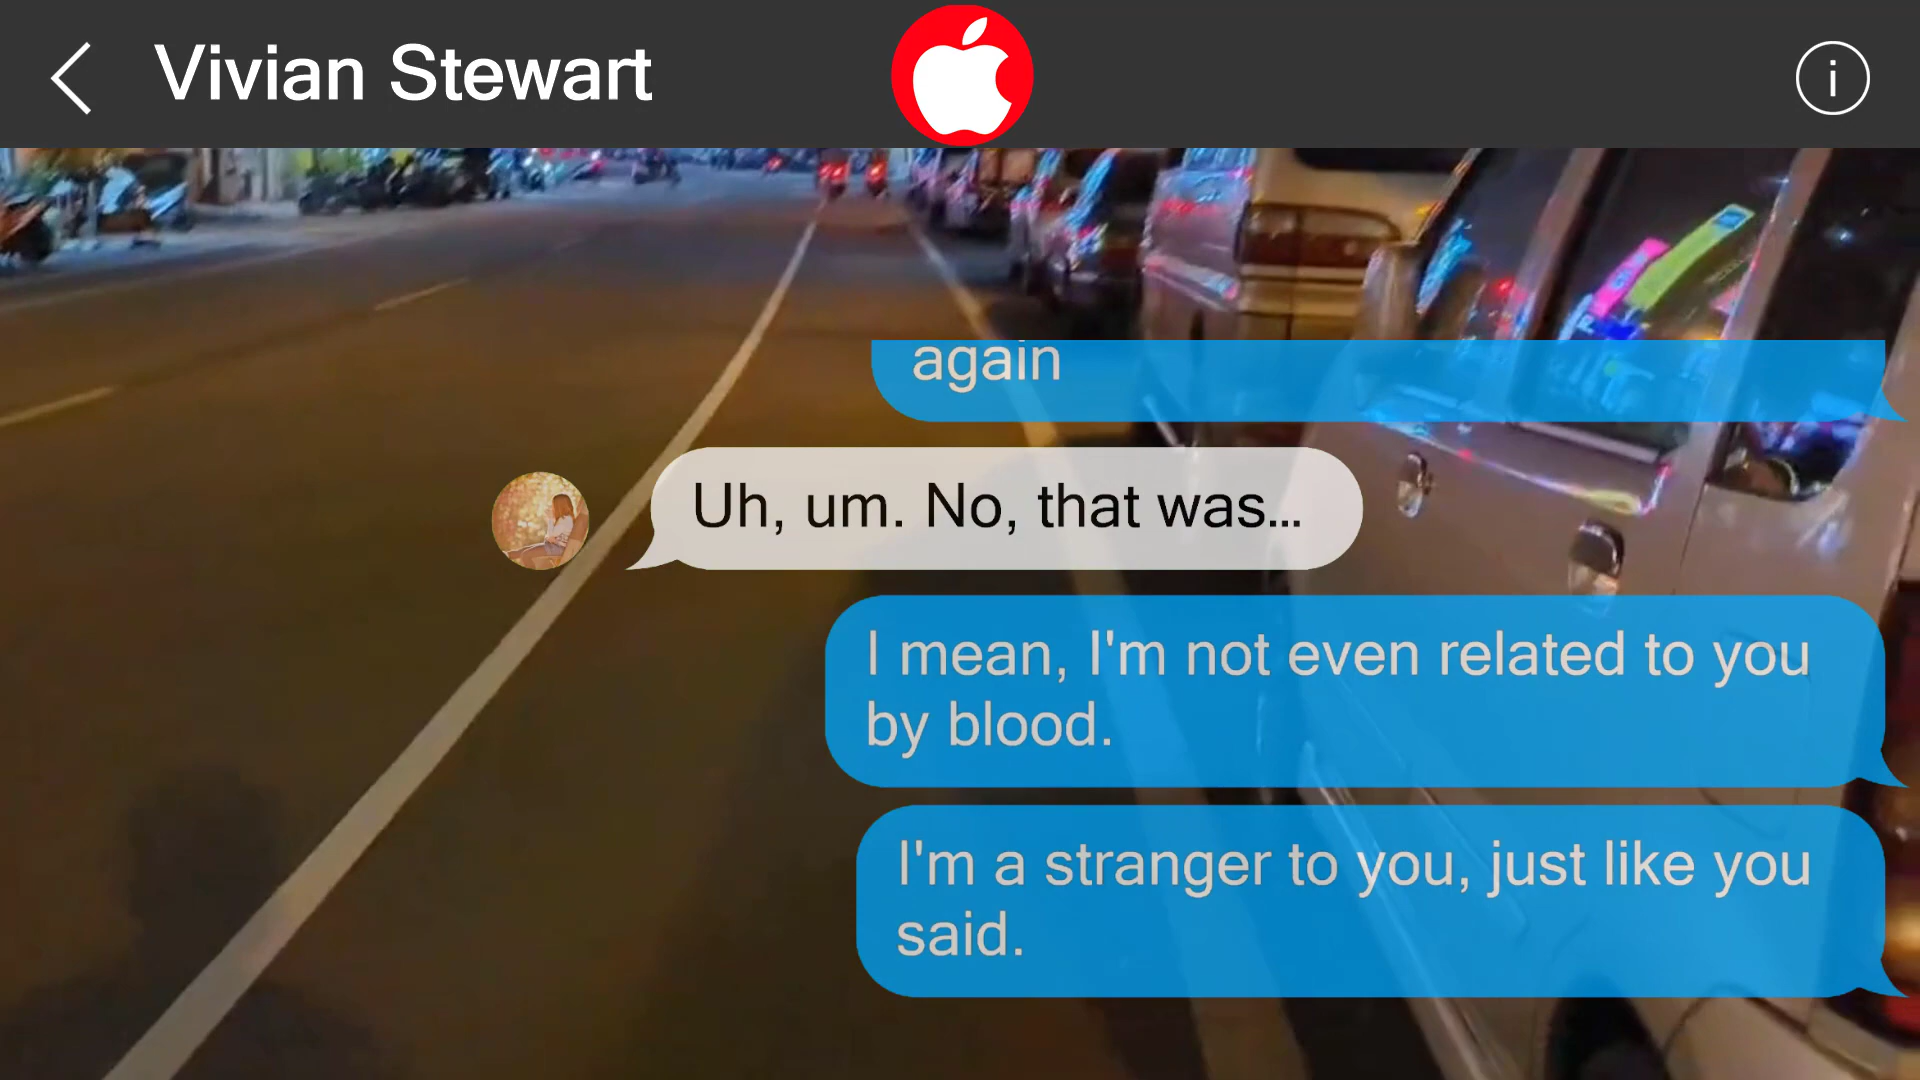 Vivian Stewart
again
Uh, um. No, that was...
I mean, I'm not even related to you
by blood.
I'm a stranger to you, just like you
said.